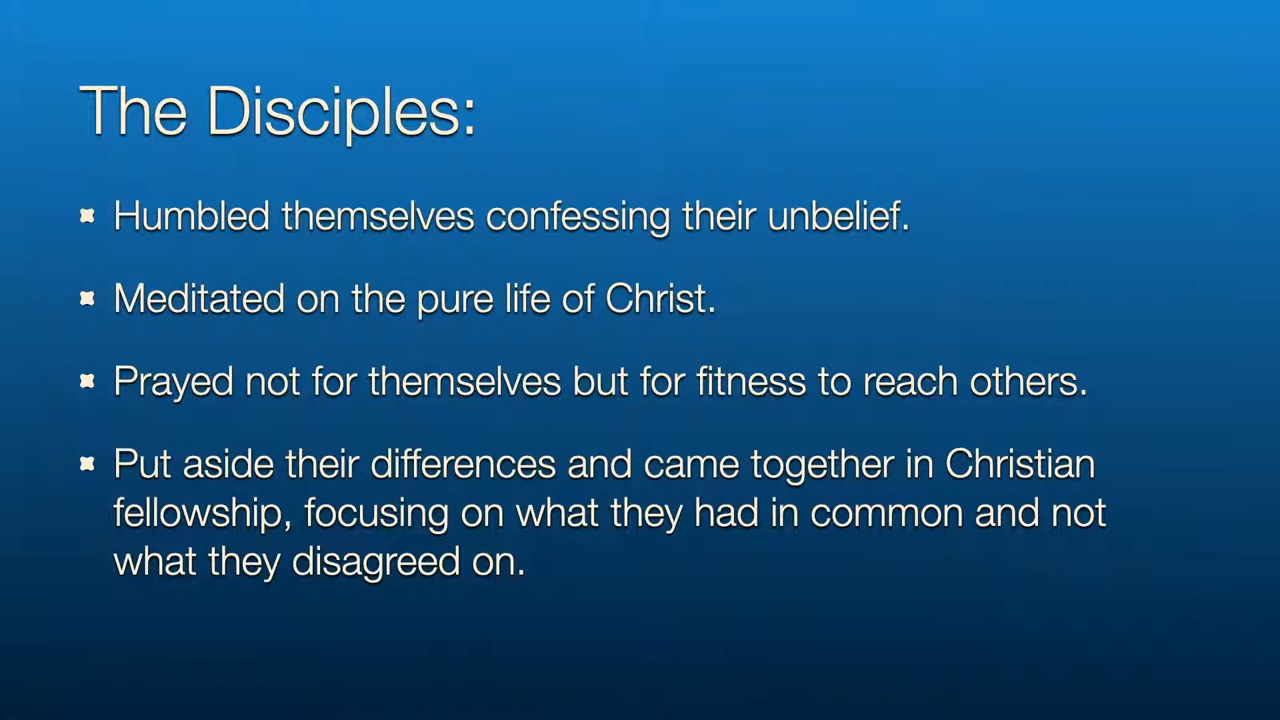 The Disciples:
Humbled themselves confessing their unbelief.
Meditated on the pure life of Christ.
Prayed not for themselves but for fitness to reach others.
Put aside their differences and came together in Christian
fellowship, focusing on what they had in common and not
what they disagreed on.